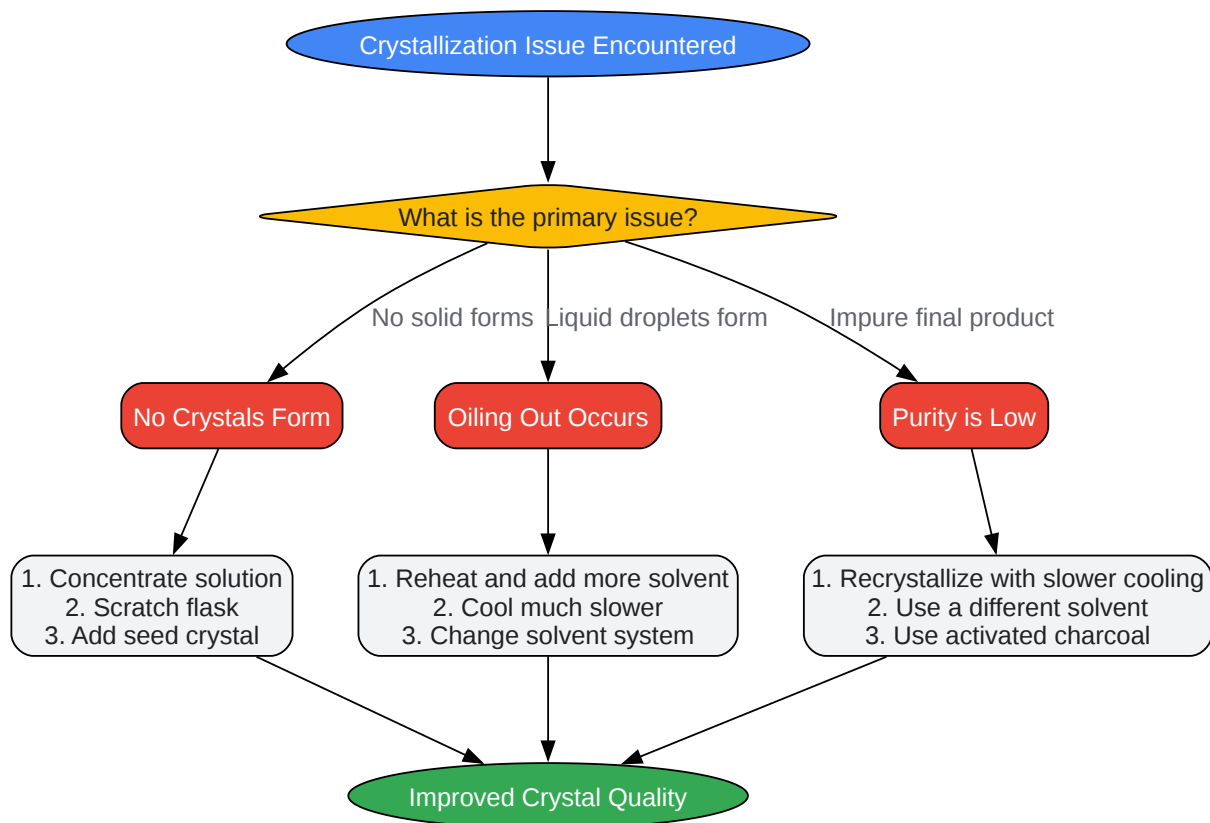 Crystallization Issue Encountered
What is the primary issue?
No solid forms
Liquid droplets form
Impure final product
No Crystals Form
Oiling Out Occurs
Purity is Low
1. Concentrate solution
2. Scratch flask
3. Add seed crystal
1. Reheat and add more solvent
2. Cool much slower
3. Change solvent system
1. Recrystallize with slower cooling
2. Use a different solvent
3. Use activated charcoal
Improved Crystal Quality